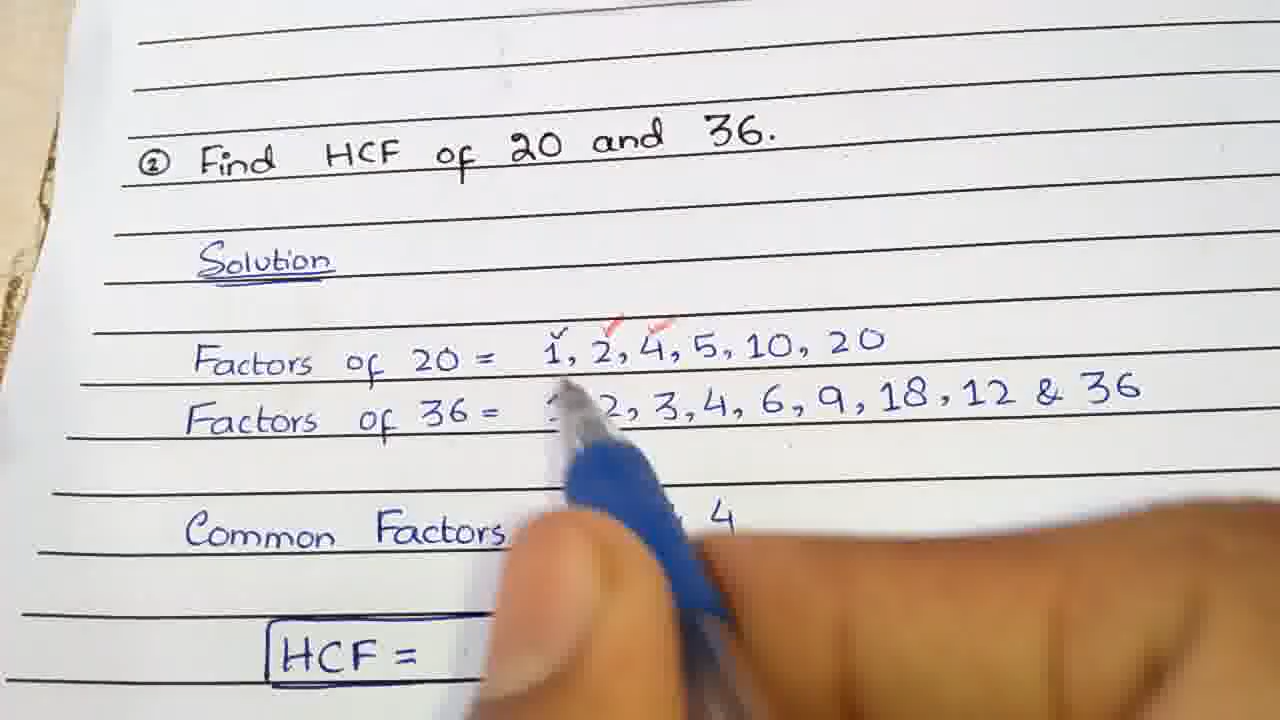 ② Find HCF of 20 and 36.
Solution
Factors of 20 = 1, 2, 4, 5, 10, 20
Factors of 36 = 1, 2, 3, 4, 6, 9, 18, 12 & 36
Common Factors 4
HCF =